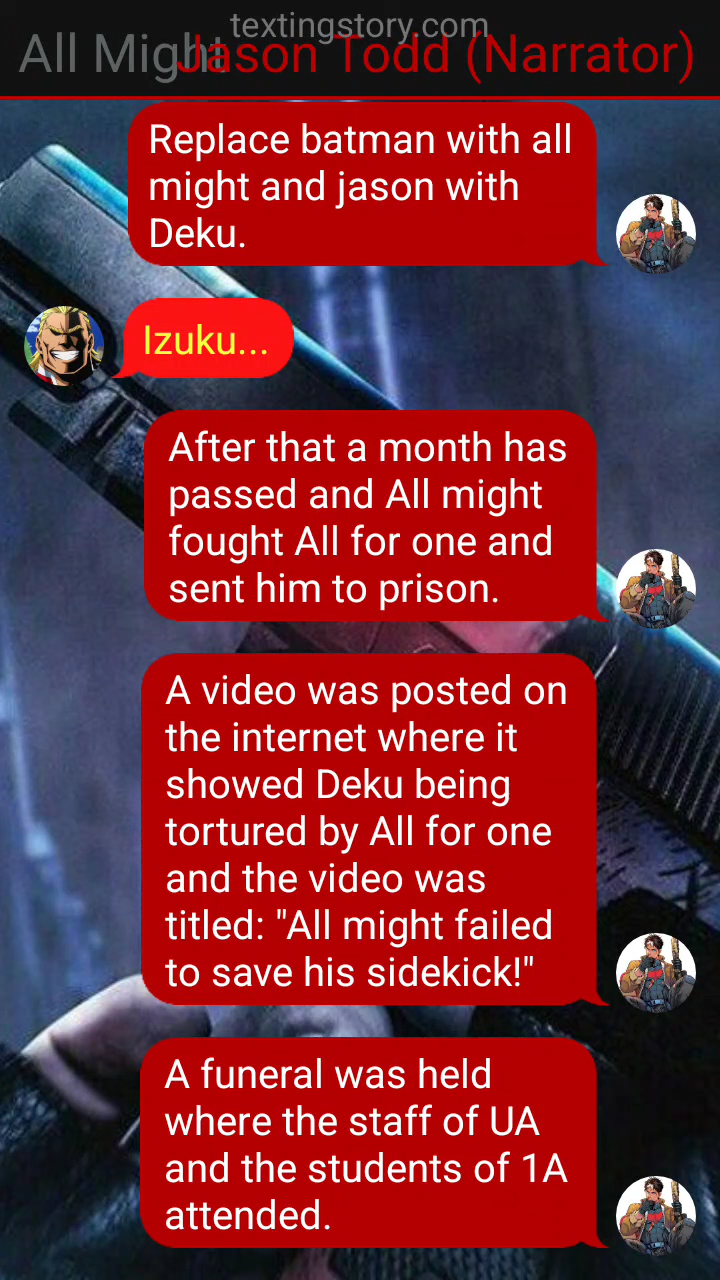 textingstory.com
All Might
Jason Todd (Narrator)
Replace batman with all
might and jason with
Deku.
Izuku...
After that a month has
passed and All might
fought All for one and
sent him to prison.
A video was posted on
the internet where it
showed Deku being
tortured by All for one
and the video was
titled: "All might failed
to save his sidekick!"
A funeral was held
where the staff of UA
and the students of 1A
attended.